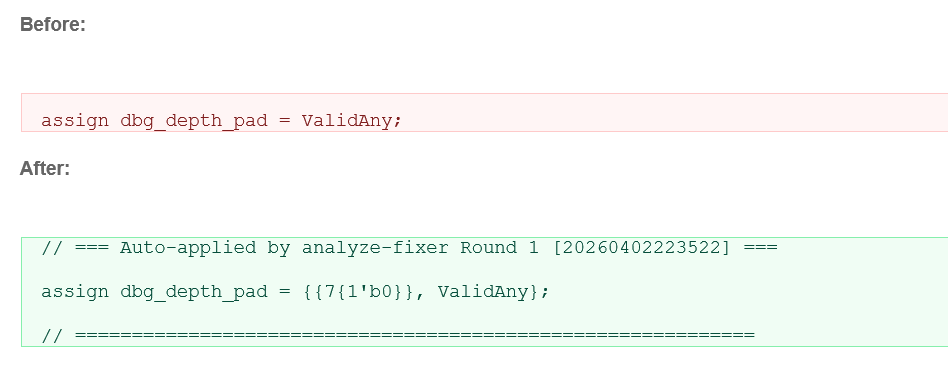 Before:
assign dbg_depth_pad = ValidAny;
After:
// === Auto-applied by analyze-fixer Round 1 [20260402223522] ===
assign dbg_depth_pad = {{7{1'b0}}, ValidAny};
// ============================================================